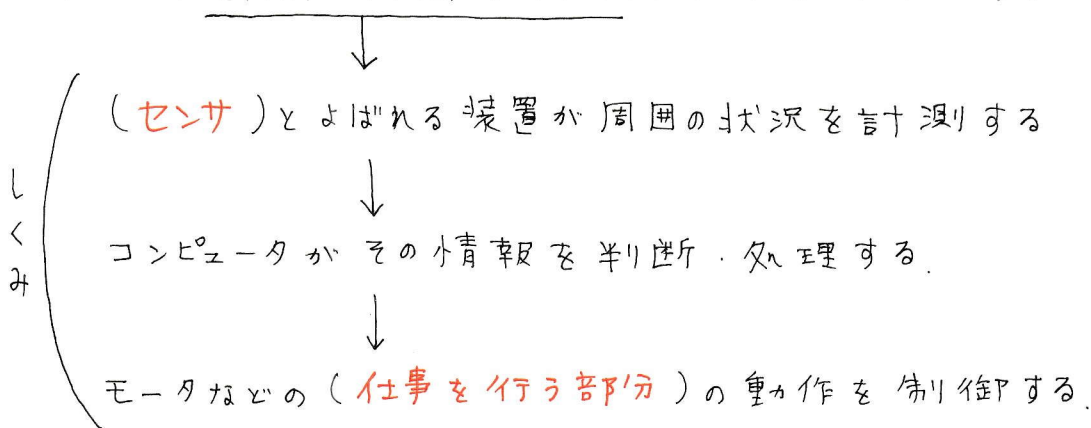 (センサ)とよばれる装置が周囲の状況を計測する
しくみ
コンピュータがその情報を判断・処理する.
モータなどの(仕事を行う部分)の動作を制御する.